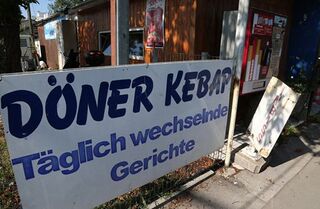 DÖNER KEBAP
Täglich wechselnde
Gerichte